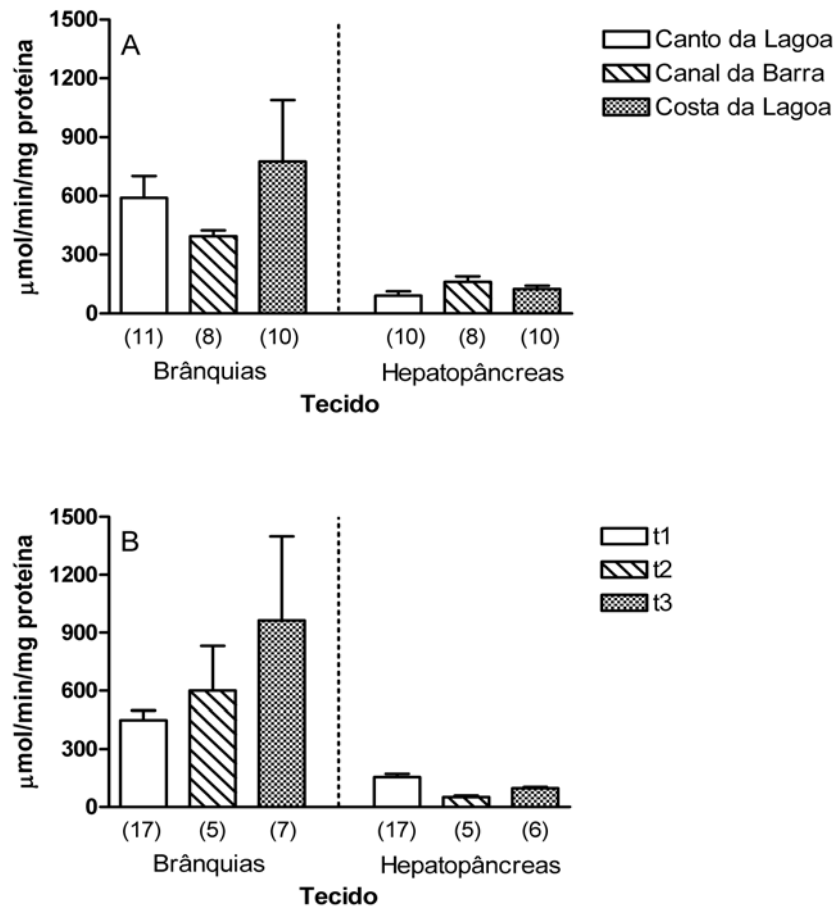 A
1500
1200
900
600
300
0
µmol/min/mg proteína
Canto da Lagoa
Canal da Barra
Costa da Lagoa
(11) (8) (10) (10) (8) (10)
Brânquias Hepatopâncreas
Tecido
B
1500
1200
900
600
300
0
µmol/min/mg proteína
t1
t2
t3
(17) (5) (7) (17) (5) (6)
Brânquias Hepatopâncreas
Tecido